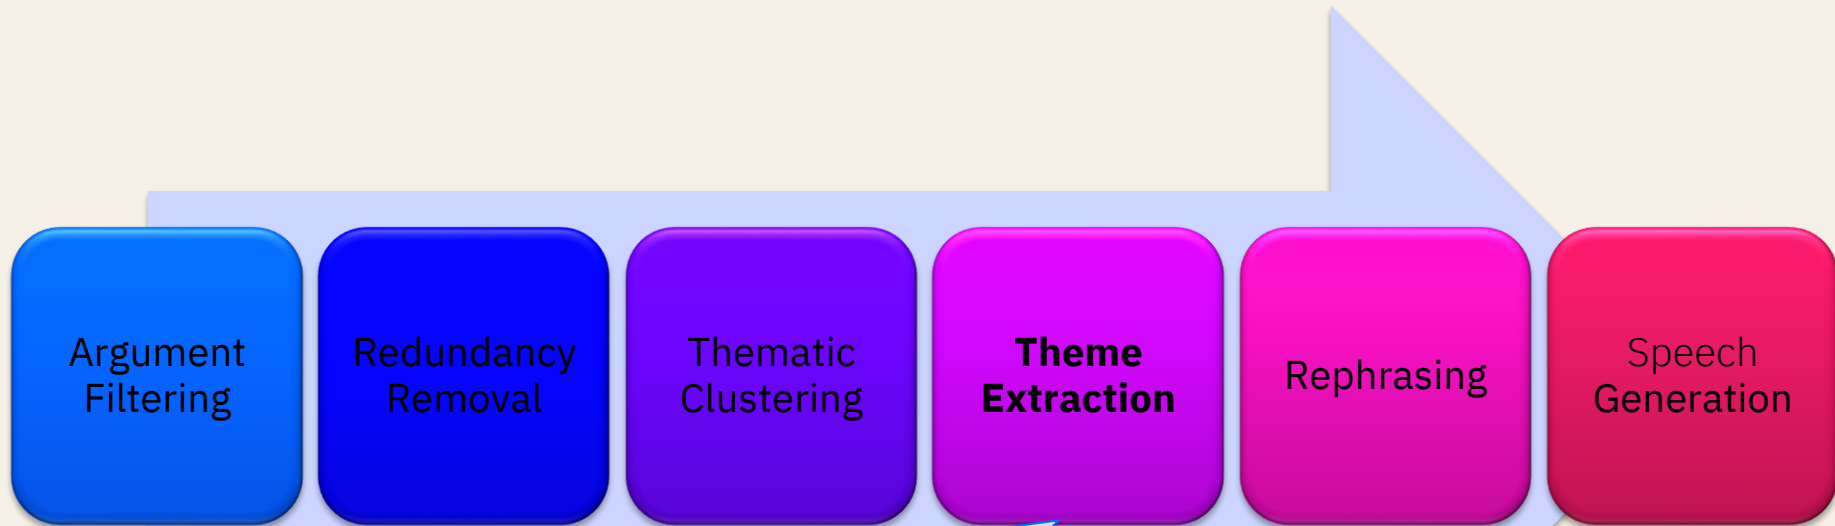 Argument
Filtering
Redundancy
Removal
Thematic
Clustering
Theme
Extraction
Rephrasing
Speech
Generation